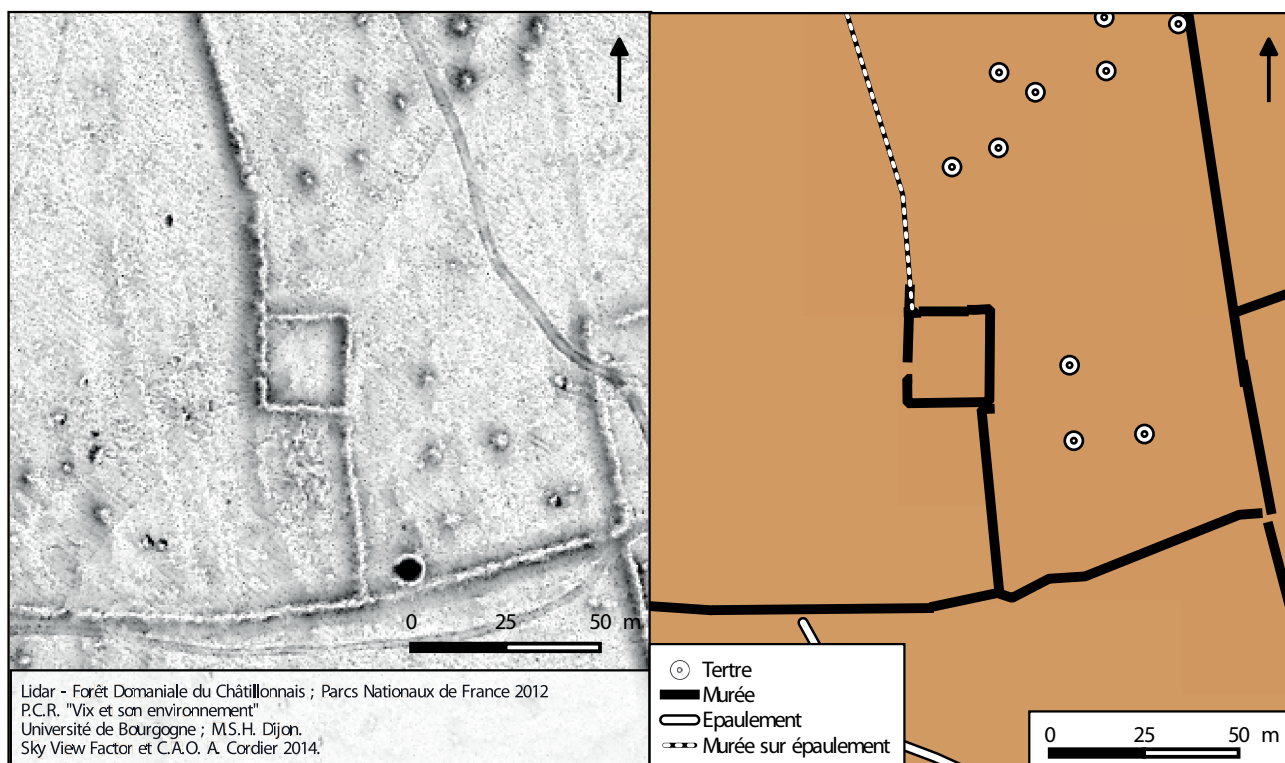 0 25 50 m
Lidar - Forêt Domaniale du Châtillonnais ; Parcs Nationaux de France 2012
P.C.R. "Vix et son environnement"
Université de Bourgogne ; M.S.H. Dijon.
Sky View Factor et C.A.O. A. Cordier 2014.
Tertre
Murée
Epaulement
Murée sur épaulement
0 25 50 m